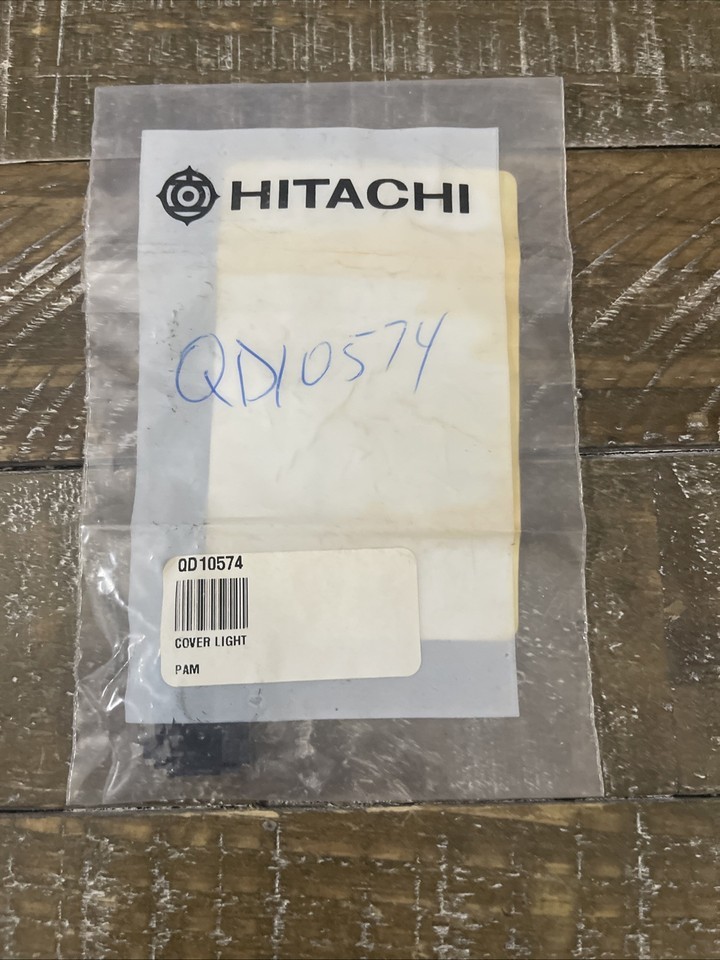 HITACHI
QD10574
QD10574
COVER LIGHT
PAM